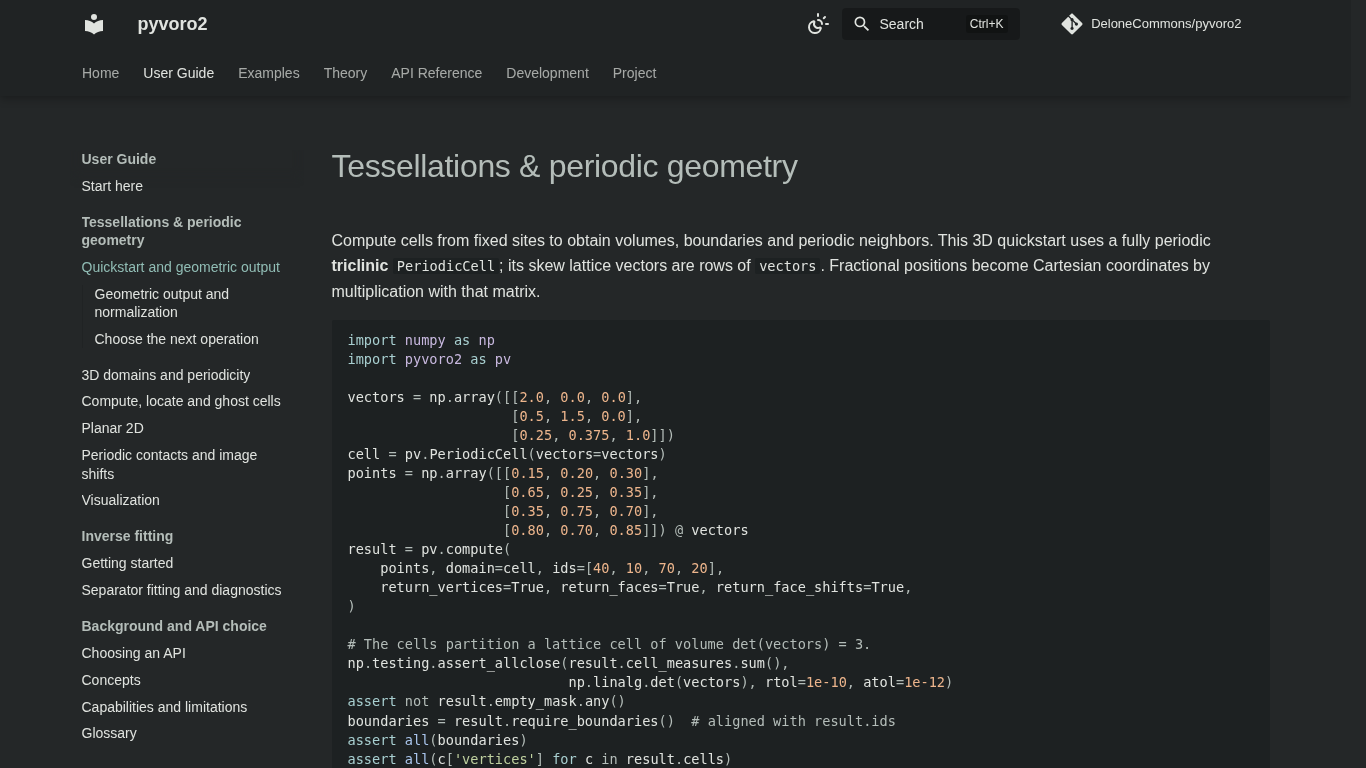 pyvoro2
Search
Ctrl+K
DeloneCommons/pyvoro2
Home
User Guide
Examples
Theory
API Reference
Development
Project
User Guide
Start here
Tessellations & periodic
geometry
Quickstart and geometric output
Geometric output and
normalization
Choose the next operation
3D domains and periodicity
Compute, locate and ghost cells
Planar 2D
Periodic contacts and image
shifts
Visualization
Inverse fitting
Getting started
Separator fitting and diagnostics
Background and API choice
Choosing an API
Concepts
Capabilities and limitations
Glossary
Tessellations & periodic geometry
Compute cells from fixed sites to obtain volumes, boundaries and periodic neighbors. This 3D quickstart uses a fully periodic
triclinic PeriodicCell; its skew lattice vectors are rows of vectors. Fractional positions become Cartesian coordinates by
multiplication with that matrix.
import numpy as np
import pyvoro2 as pv

vectors = np.array([[2.0, 0.0, 0.0],
                    [0.5, 1.5, 0.0],
                    [0.25, 0.375, 1.0]])
cell = pv.PeriodicCell(vectors=vectors)
points = np.array([[0.15, 0.20, 0.30],
                   [0.65, 0.25, 0.35],
                   [0.35, 0.75, 0.70],
                   [0.80, 0.70, 0.85]]) @ vectors
result = pv.compute(
    points, domain=cell, ids=[40, 10, 70, 20],
    return_vertices=True, return_faces=True, return_face_shifts=True,
)

# The cells partition a lattice cell of volume det(vectors) = 3.
np.testing.assert_allclose(result.cell_measures.sum(),
                           np.linalg.det(vectors), rtol=1e-10, atol=1e-12)
assert not result.empty_mask.any()
boundaries = result.require_boundaries()  # aligned with result.ids
assert all(boundaries)
assert all(c['vertices'] for c in result.cells)